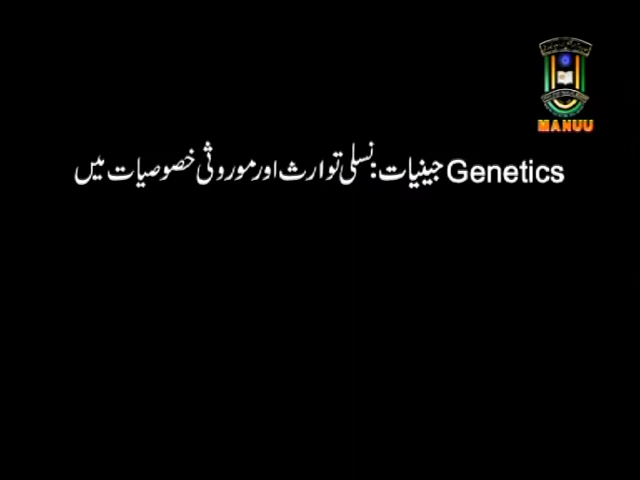 MANUU
Genetics جینیات: نسلی توارث اور موروثی خصوصیات میں